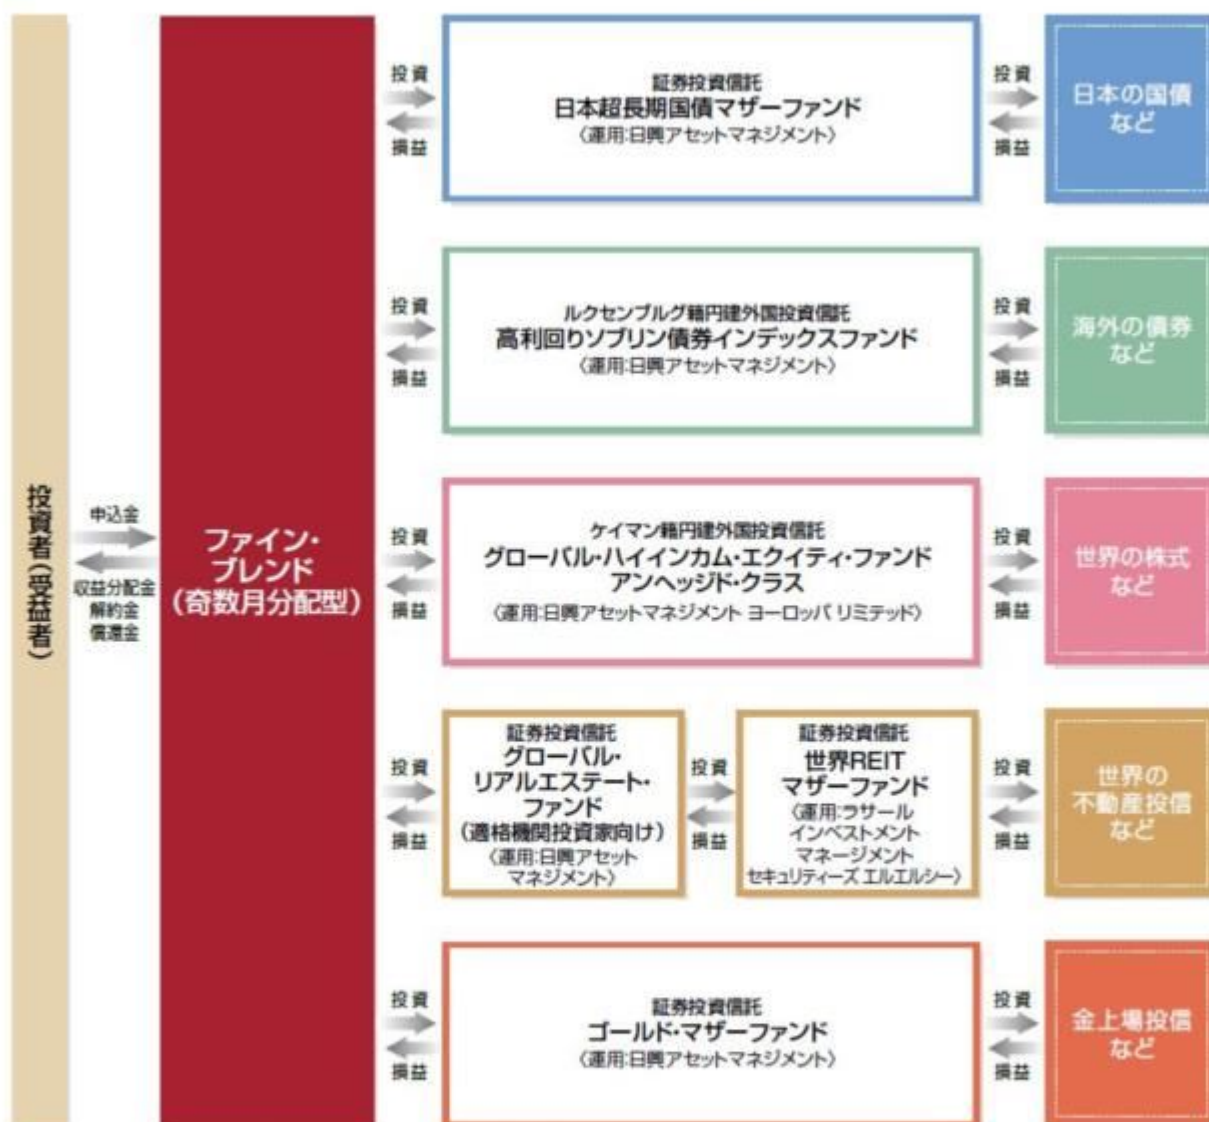 投資者（受益者）
申込金
収益分配金
解約金
償還金
ファイン・
ブレンド
（奇数月分配型）
投資
損益
証券投資信託
日本超長期国債マザーファンド
〈運用:日興アセットマネジメント〉
投資
損益
日本の国債
など
投資
損益
ルクセンブルグ籍円建外国投資信託
高利回りソブリン債券インデックスファンド
〈運用:日興アセットマネジメント〉
投資
損益
海外の債券
など
投資
損益
ケイマン籍円建外国投資信託
グローバル・ハイインカム・エクイティ・ファンド
アンヘッジド・クラス
〈運用:日興アセットマネジメント ヨーロッパ リミテッド〉
投資
損益
世界の株式
など
投資
損益
証券投資信託
グローバル・
リアルエステート・
ファンド
（適格機関投資家向け）
〈運用:日興アセット
マネジメント〉
投資
損益
証券投資信託
世界REIT
マザーファンド
〈運用:ラサール
インベストメント
マネージメント
セキュリティーズ エルエルシー〉
投資
損益
世界の
不動産投信
など
投資
損益
証券投資信託
ゴールド・マザーファンド
〈運用:日興アセットマネジメント〉
投資
損益
金上場投信
など